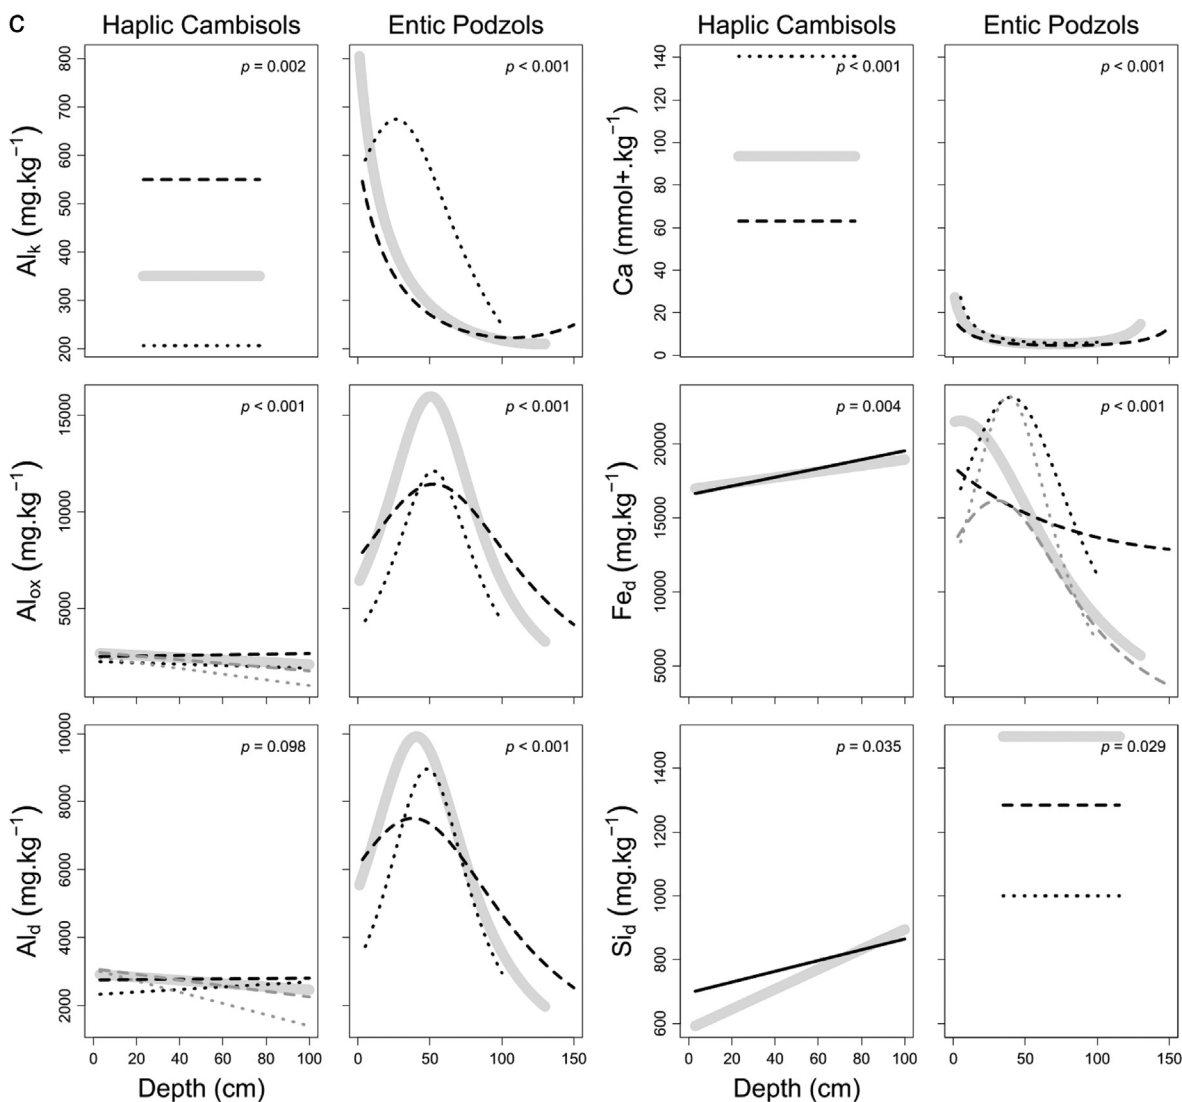 C
Haplic Cambisols
Entic Podzols
Haplic Cambisols
Entic Podzols
Al_k (mg.kg⁻¹)
200 300 400 500 600 700 800
p = 0.002
p < 0.001
Ca (mmol+.kg⁻¹)
0 20 40 60 80 100 120 140
p < 0.001
p < 0.001
Al_ox (mg.kg⁻¹)
5000 10000 15000
p < 0.001
p < 0.001
Fe_d (mg.kg⁻¹)
5000 10000 15000 20000
p = 0.004
p < 0.001
Al_d (mg.kg⁻¹)
2000 4000 6000 8000 10000
p = 0.098
p < 0.001
Si_d (mg.kg⁻¹)
600 800 1000 1200 1400
p = 0.035
p = 0.029
0 20 40 60 80 100
0 50 100 150
0 20 40 60 80 100
0 50 100 150
Depth (cm)
Depth (cm)